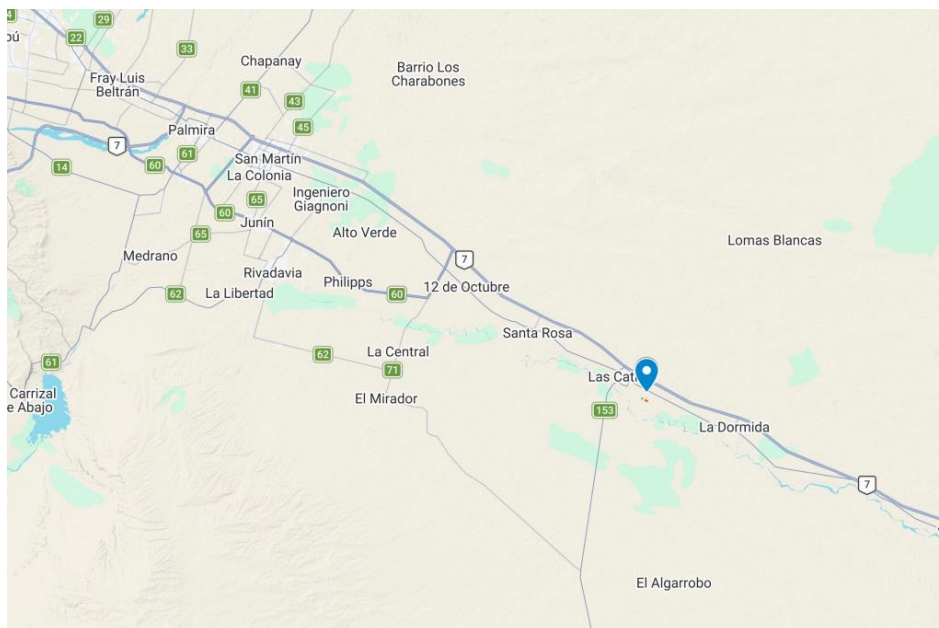 29
22
33
Chapanay
Barrio Los
Charabones
Fray Luis
Beltrán
41
43
Palmira
45
7
San Martín
61
60
14
La Colonia
65
Ingeniero
Giagnoni
60
Junín
65
Alto Verde
Lomas Blancas
Medrano
7
Rivadavia
Philipps
12 de Octubre
62
La Libertad
60
Santa Rosa
62
La Central
61
71
Las
Carrizal
El Mirador
153
La Dormida
7
El Algarrobo